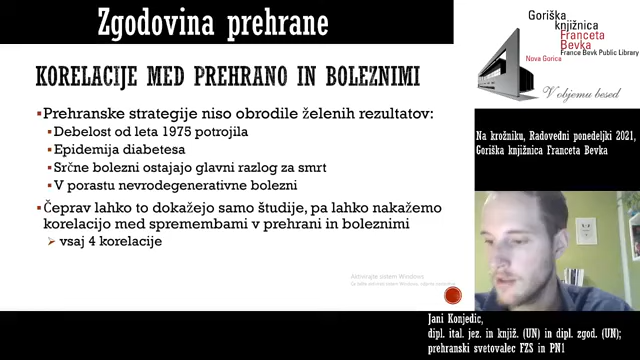 Zgodovina prehrane
KORELACIJE MED PREHRANO IN BOLEZNIMI
Prehranske strategije niso obrodile želenih rezultatov:
Debelost od leta 1975 potrojila
Epidemija diabetesa
Srčne bolezni ostajajo glavni razlog za smrt
V porastu nevrodegenerativne bolezni
Čeprav lahko to dokažejo samo študije, pa lahko nakažemo
korelacijo med spremembami v prehrani in boleznimi
vsaj 4 korelacije
Aktivirajte sistem Windows
Goriška
knjižnica
Franceta
Bevka
France Bevk Public Library
Nova Gorica
V objemu besed
Na krožniku, Radovedni ponedeljki 2021,
Goriška knjižnica Franceta Bevka
Jani Konjedic,
dipl. ital. jez. in knjiž. (UN) in dipl. zgod. (UN);
prehranski svetovalec FZS in PN1